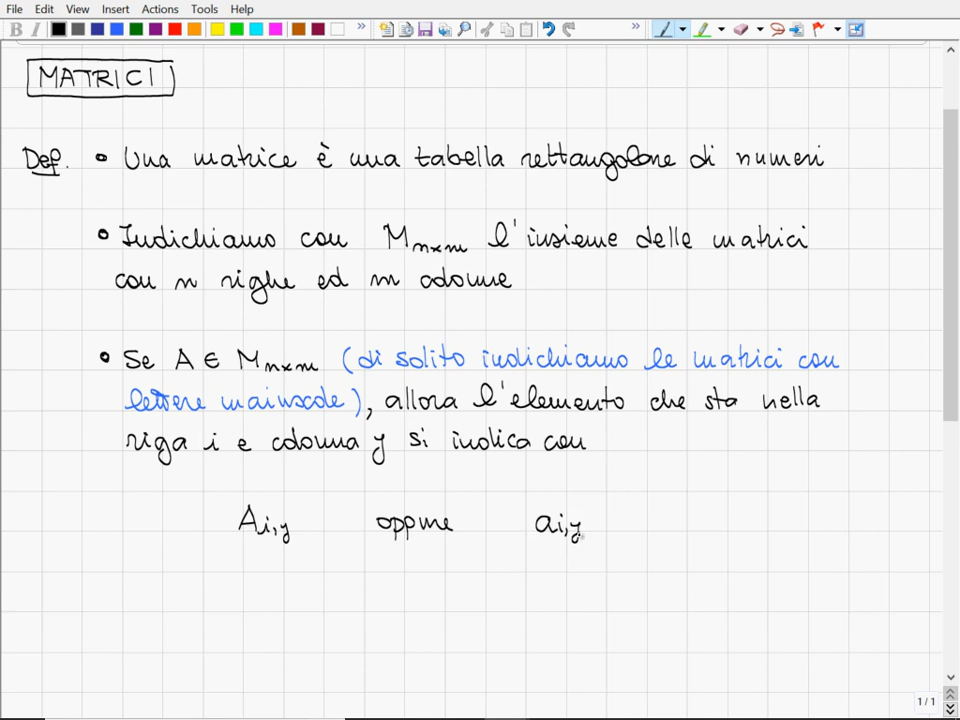 File Edit View Insert Actions Tools Help
B I
MATRICI
Def. • Una matrice è una tabella rettangolare di numeri
• Indichiamo con Mn×m l'insieme delle matrici
con n righe ed m colonne
• Se A ∈ Mn×m (di solito indichiamo le matrici con
lettere maiuscole), allora l'elemento che sta nella
riga i e colonna j si indica con
Ai,j oppure ai,j
1 / 1